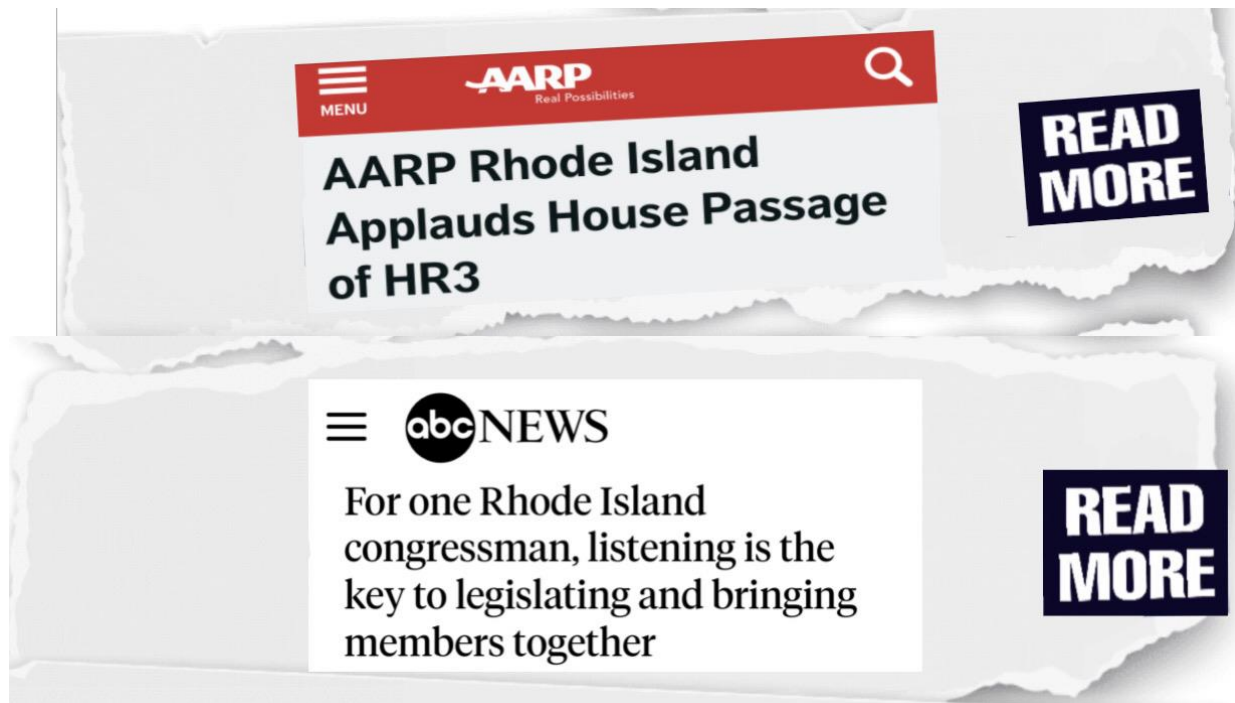 MENU
AARP
Real Possibilities
AARP Rhode Island
Applauds House Passage
of HR3
READ
MORE
abc NEWS
For one Rhode Island
congressman, listening is the
key to legislating and bringing
members together
READ
MORE